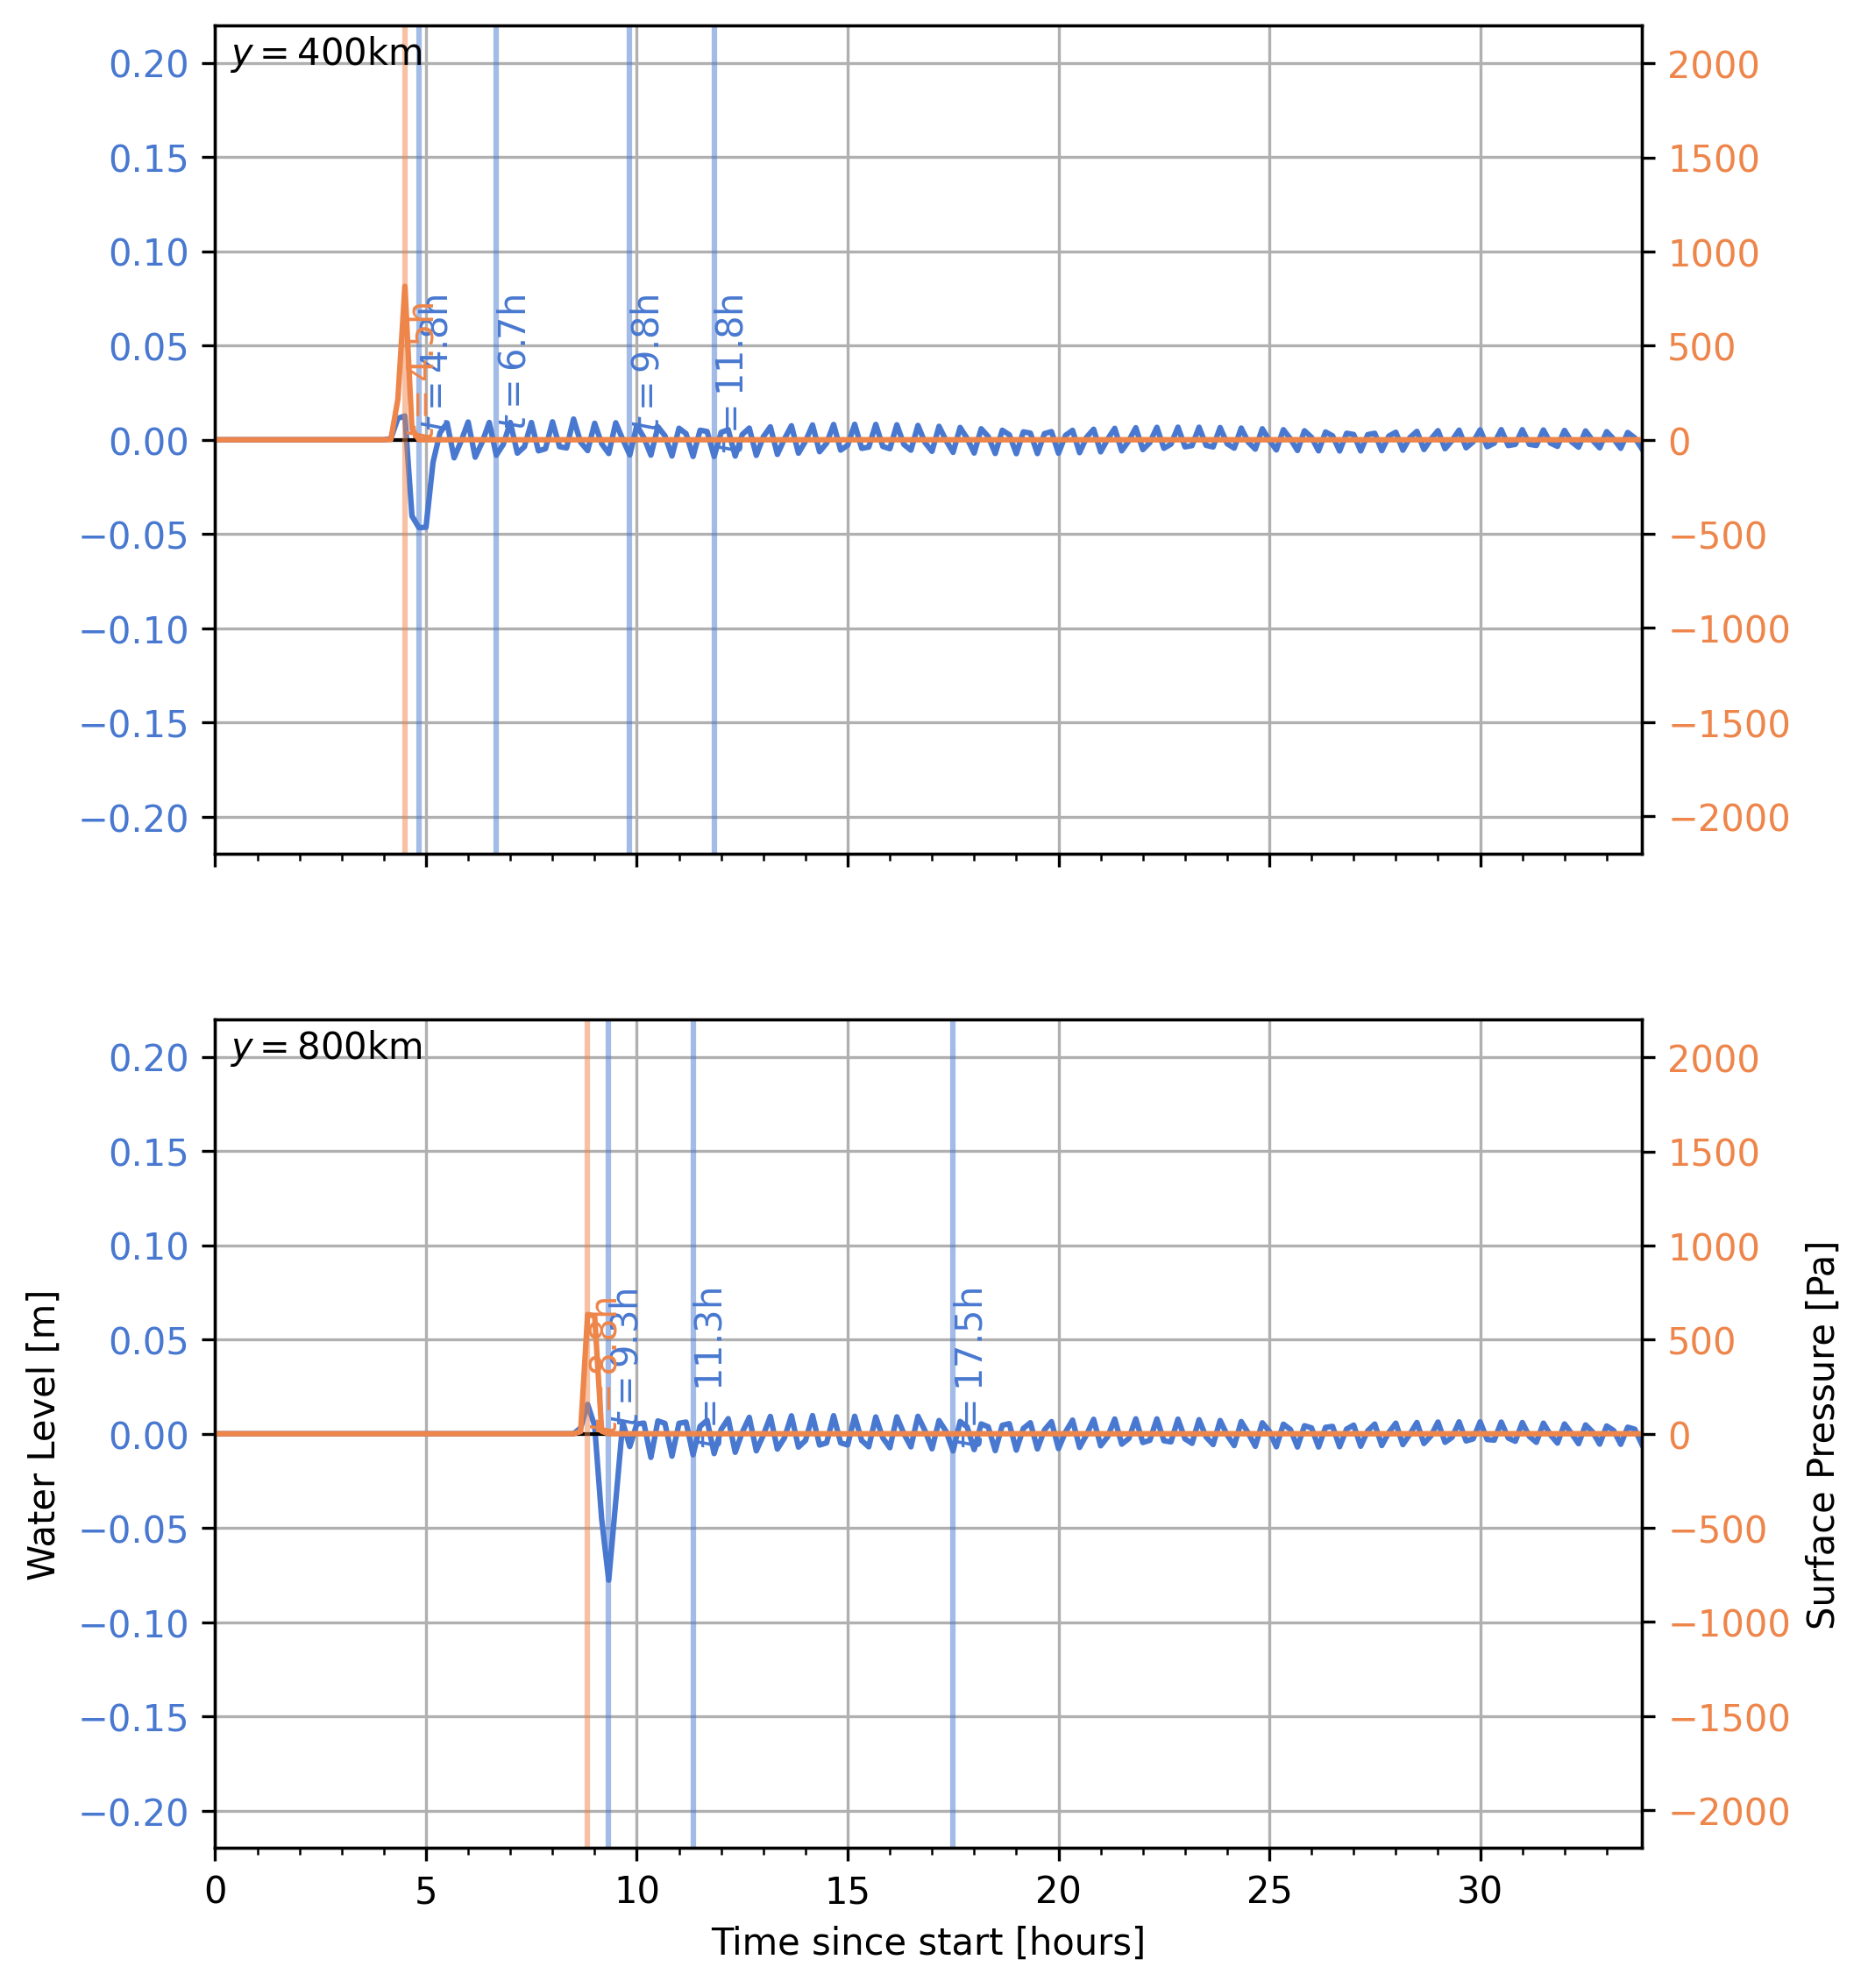 y = 400km
0.20
0.15
0.10
0.05
0.00
−0.05
−0.10
−0.15
−0.20
2000
1500
1000
500
0
−500
−1000
−1500
−2000
t = 4.5h
t = 4.8h
t = 6.7h
t = 9.8h
t = 11.8h
y = 800km
0.20
0.15
0.10
0.05
0.00
−0.05
−0.10
−0.15
−0.20
Water Level [m]
2000
1500
1000
500
0
−500
−1000
−1500
−2000
Surface Pressure [Pa]
t = 8.8h
t = 9.3h
t = 11.3h
t = 17.5h
0 5 10 15 20 25 30
Time since start [hours]